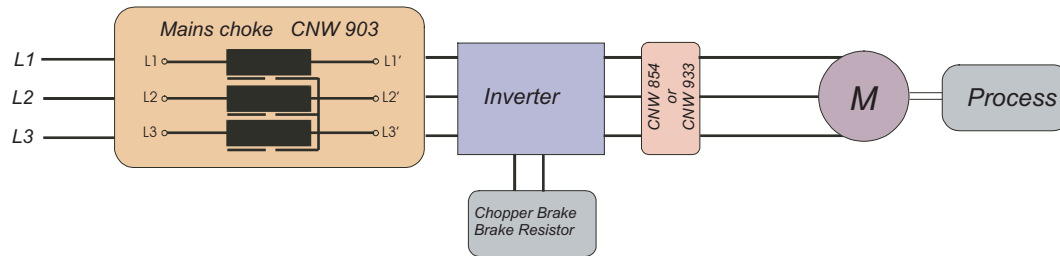 Mains choke CNW 903
L1
L2
L3
L1 L1'
L2 L2'
L3 L3'
Inverter
CNW 854
or
CNW 933
M
Process
Chopper Brake
Brake Resistor